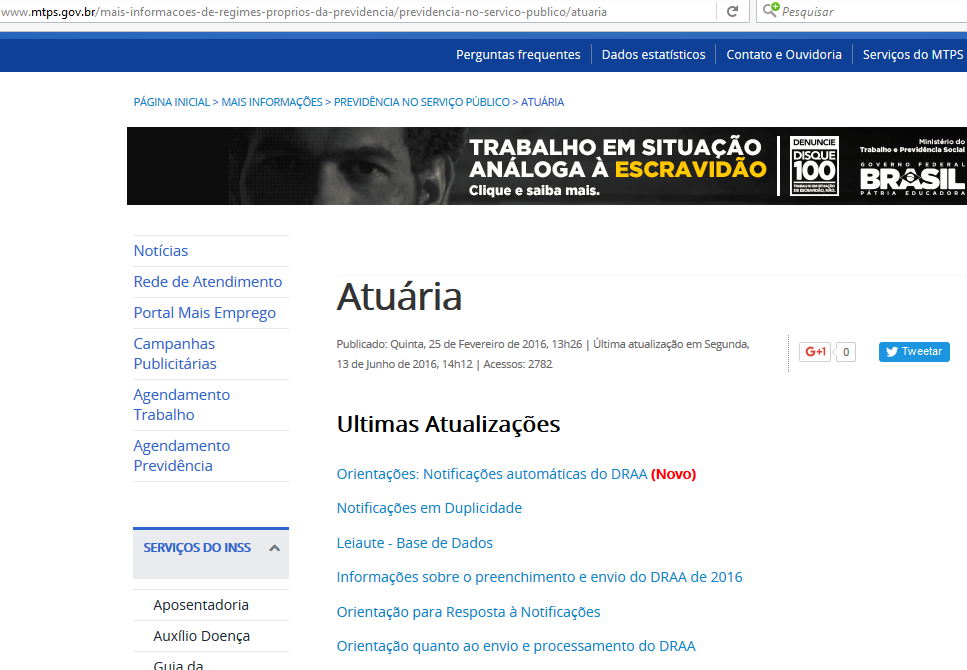 www.mtps.gov.br/mais-informacoes-de-regimes-proprios-da-previdencia/previdencia-no-servico-publico/atuaria
Pesquisar
Perguntas frequentes
Dados estatísticos
Contato e Ouvidoria
Serviços do MTPS
PÁGINA INICIAL > MAIS INFORMAÇÕES > PREVIDÊNCIA NO SERVIÇO PÚBLICO > ATUÁRIA
TRABALHO EM SITUAÇÃO
ANÁLOGA À ESCRAVIDÃO
Clique e saiba mais.
DENUNCIE
DISQUE
100
TRABALHO EM SITUAÇÃO
DE ESCRAVIDÃO, NÃO.
Ministério do
Trabalho e Previdência Social
GOVERNO FEDERAL
BRASIL
PÁTRIA EDUCADORA
Notícias
Rede de Atendimento
Portal Mais Emprego
Campanhas
Publicitárias
Agendamento
Trabalho
Agendamento
Previdência
SERVIÇOS DO INSS
Aposentadoria
Auxílio Doença
Guia da
Atuária
Publicado: Quinta, 25 de Fevereiro de 2016, 13h26 | Última atualização em Segunda,
13 de Junho de 2016, 14h12 | Acessos: 2782
G+1
0
Tweetar
Ultimas Atualizações
Orientações: Notificações automáticas do DRAA (Novo)
Notificações em Duplicidade
Leiaute - Base de Dados
Informações sobre o preenchimento e envio do DRAA de 2016
Orientação para Resposta à Notificações
Orientação quanto ao envio e processamento do DRAA